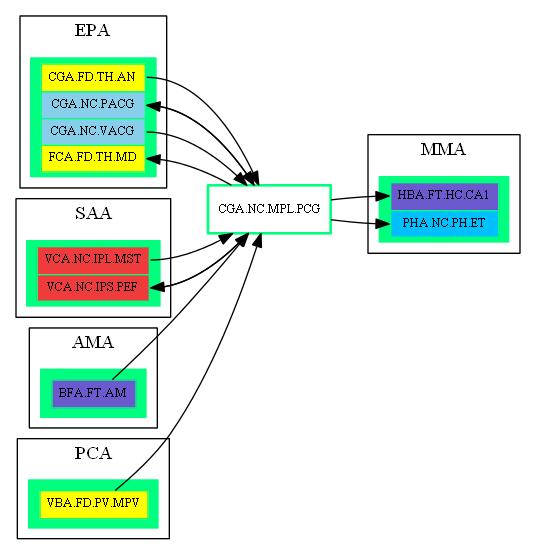 EPA
CGA.FD.TH.AN
CGA.NC.PACG
CGA.NC.VACG
FCA.FD.TH.MD
SAA
VCA.NC.IPL.MST
VCA.NC.IPS.PEF
AMA
BFA.FT.AM
PCA
VBA.FD.PV.MPV
CGA.NC.MPL.PCG
MMA
HBA.FT.HC.CA1
PHA.NC.PH.ET